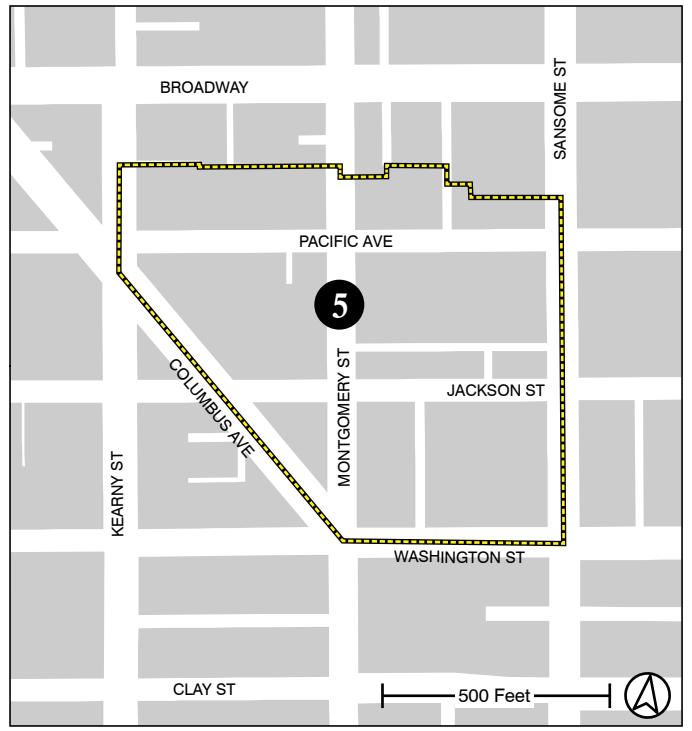 BROADWAY
SANSOME ST
PACIFIC AVE
5
MONTGOMERY ST
COLUMBUS AVE
JACKSON ST
KEARNY ST
WASHINGTON ST
CLAY ST
500 Feet